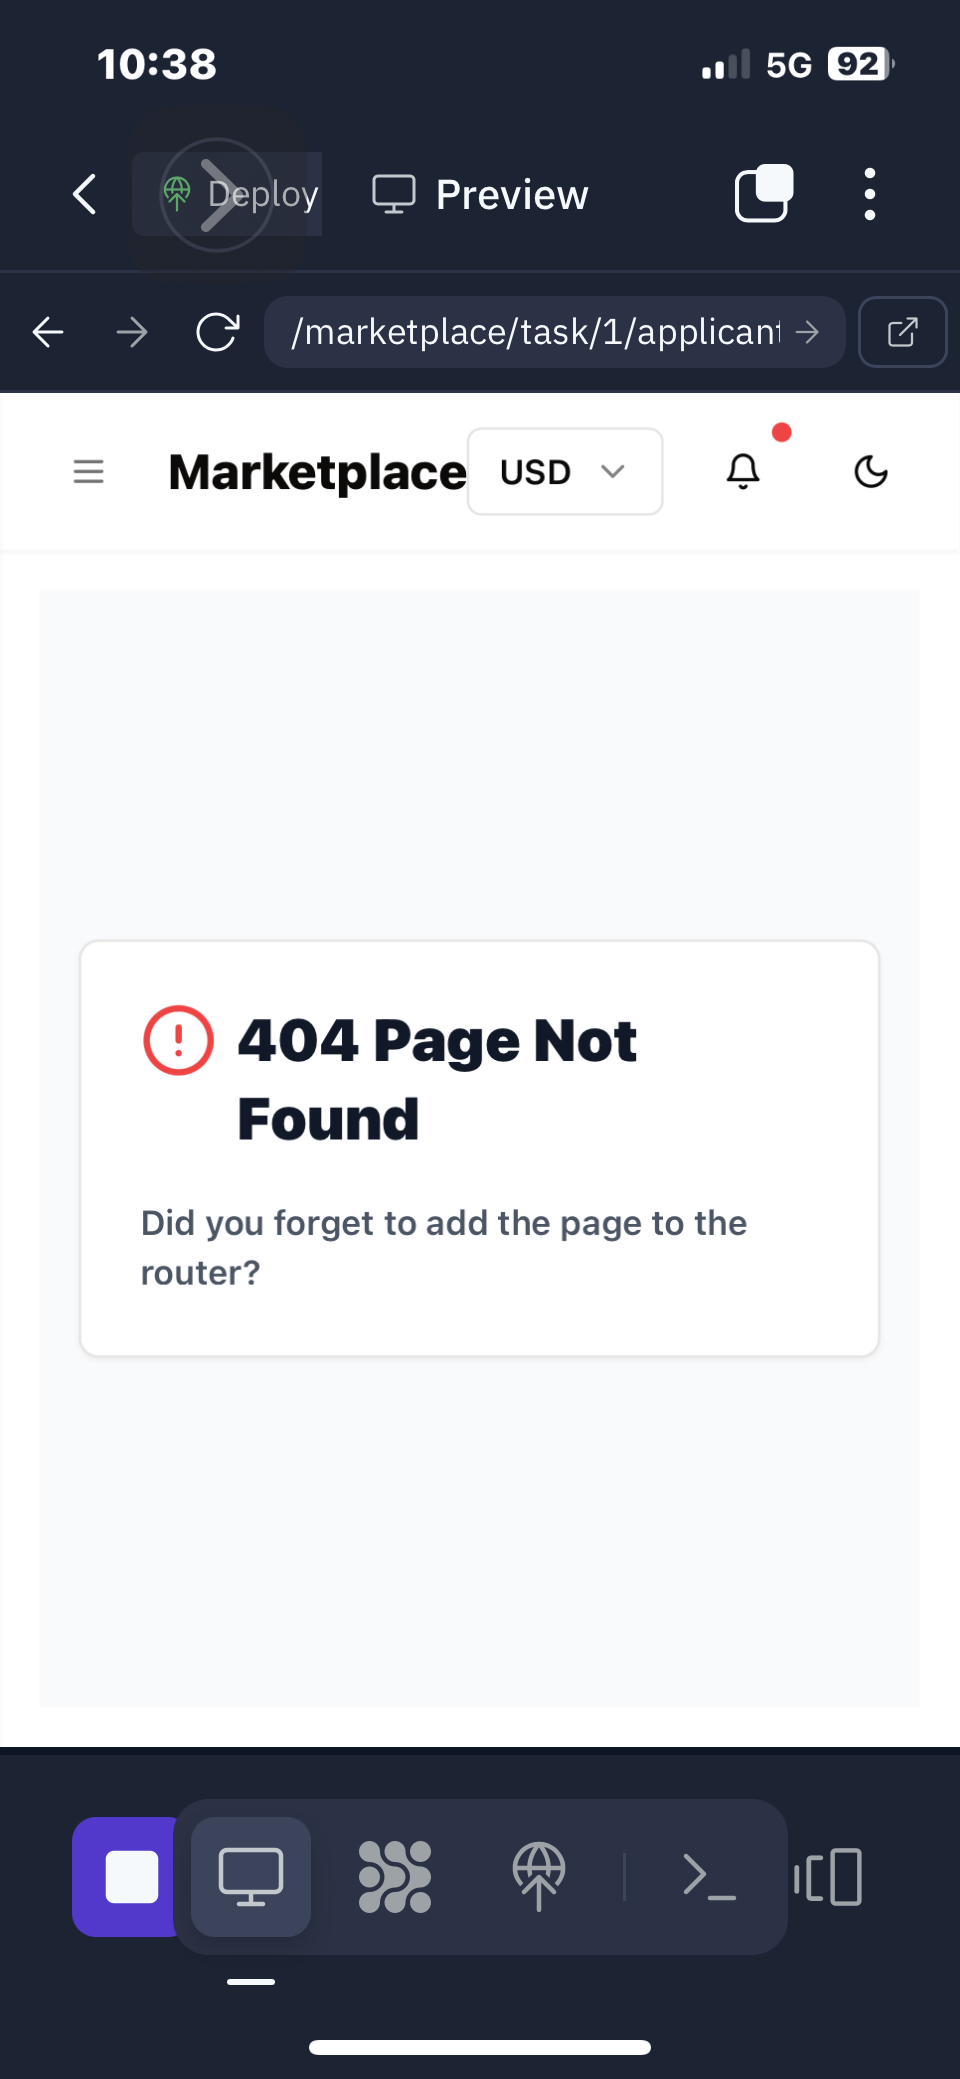 10:38
5G 92
Deploy
Preview
/marketplace/task/1/applicant
Marketplace
USD
404 Page Not
Found
Did you forget to add the page to the
router?